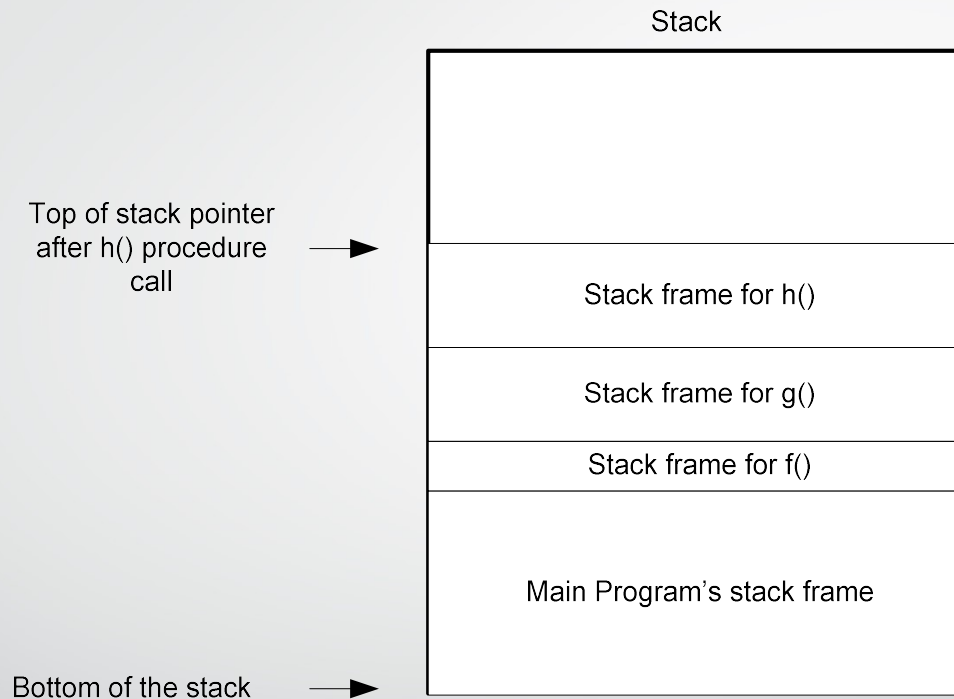 Stack
Top of stack pointer
after h() procedure
call
Stack frame for h()
Stack frame for g()
Stack frame for f()
Main Program’s stack frame
Bottom of the stack